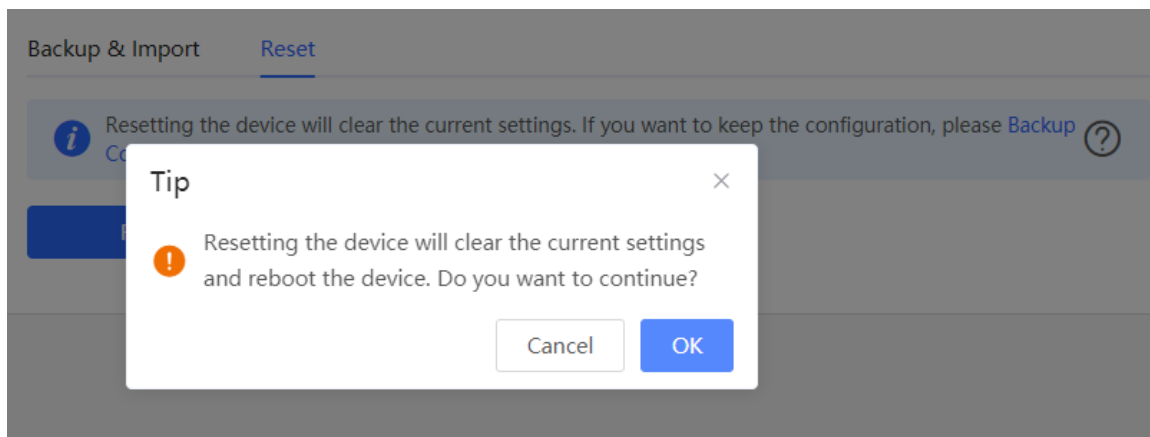 Backup & Import Reset
Resetting the device will clear the current settings. If you want to keep the configuration, please Backup
Tip
Resetting the device will clear the current settings
and reboot the device. Do you want to continue?
Cancel OK